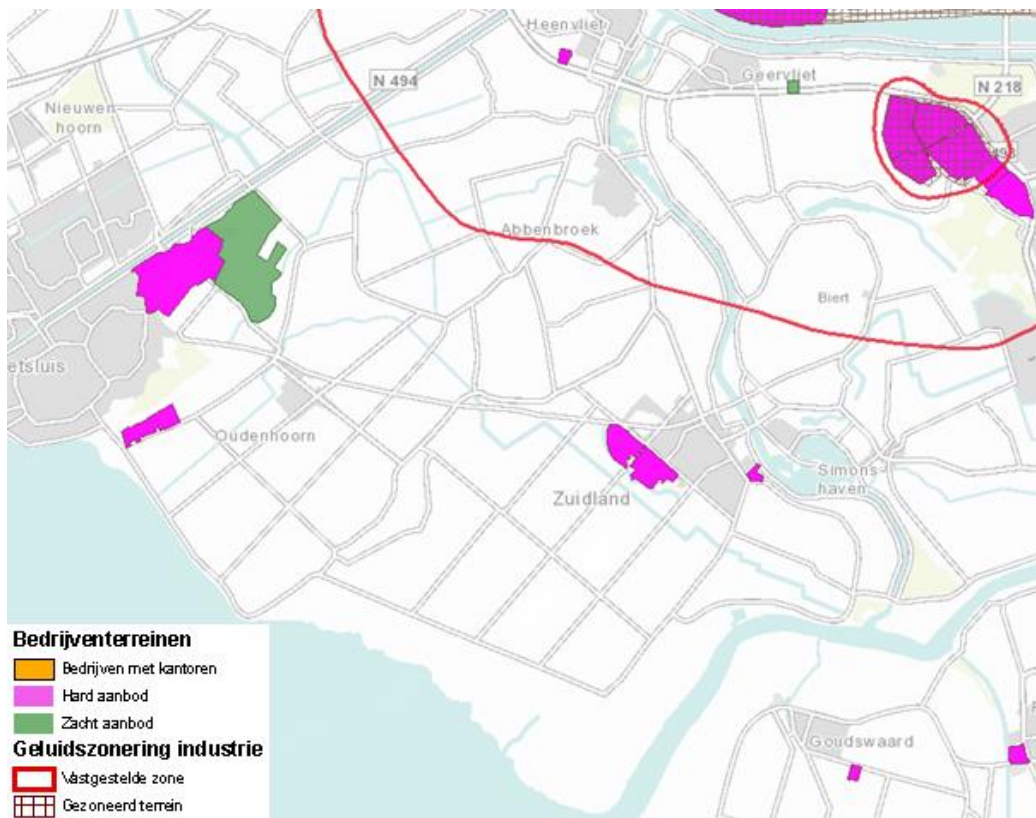 Heenvliet
N 494
Geervliet
N 218
Nieuwen-
hoorn
493
Abbenbroek
Biert
etsluis
Oudenhoorn
Simons-
haven
Zuidland
Goudswaard
Bedrijventerreinen
Bedrijven met kantoren
Hard aanbod
Zacht aanbod
Geluidszonering industrie
Vastgestelde zone
Gezoneerd terrein